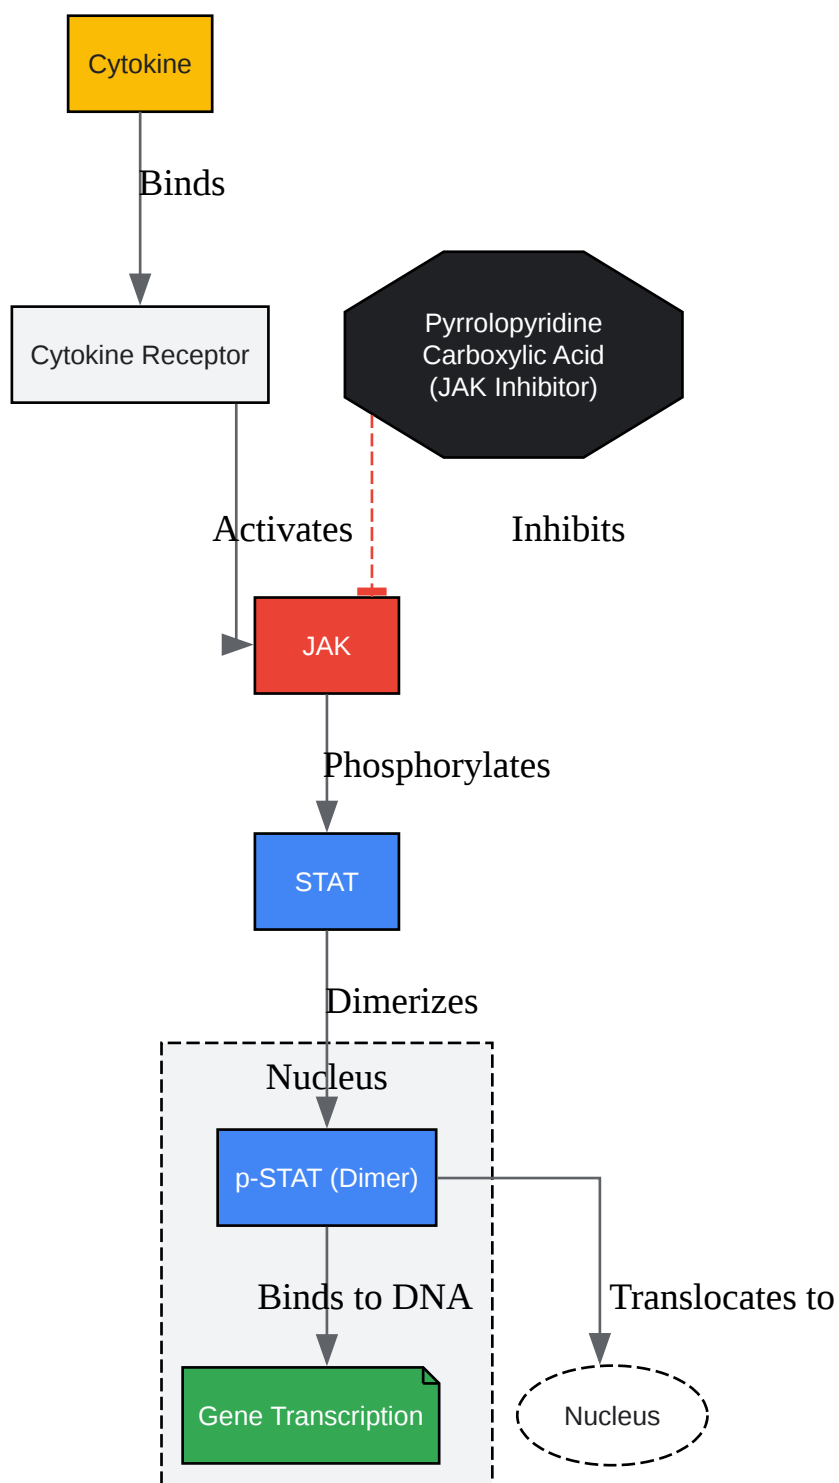 Cytokine
Binds
Cytokine Receptor
Pyrrolopyridine
Carboxylic Acid
(JAK Inhibitor)
Activates
Inhibits
JAK
Phosphorylates
STAT
Dimerizes
Nucleus
p-STAT (Dimer)
Binds to DNA
Translocates to
Gene Transcription
Nucleus